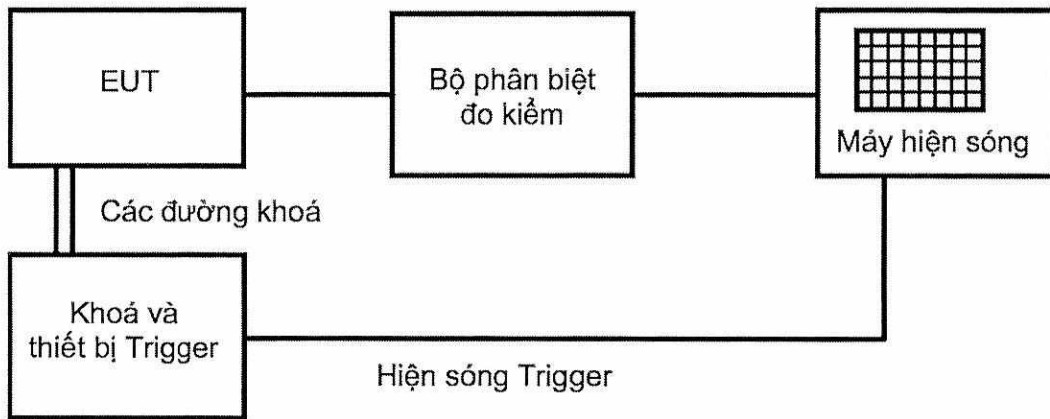 EUT
Bộ phân biệt
đo kiểm
Máy hiện sóng
Các đường khoá
Khoá và
thiết bị Trigger
Hiện sóng Trigger